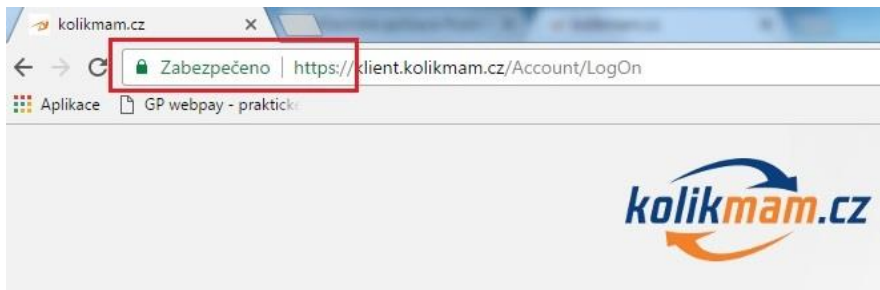 kolikmam.cz
Zabezpečeno | https://klient.kolikmam.cz/Account/LogOn
Aplikace GP webpay - praktick
kolikmam.cz